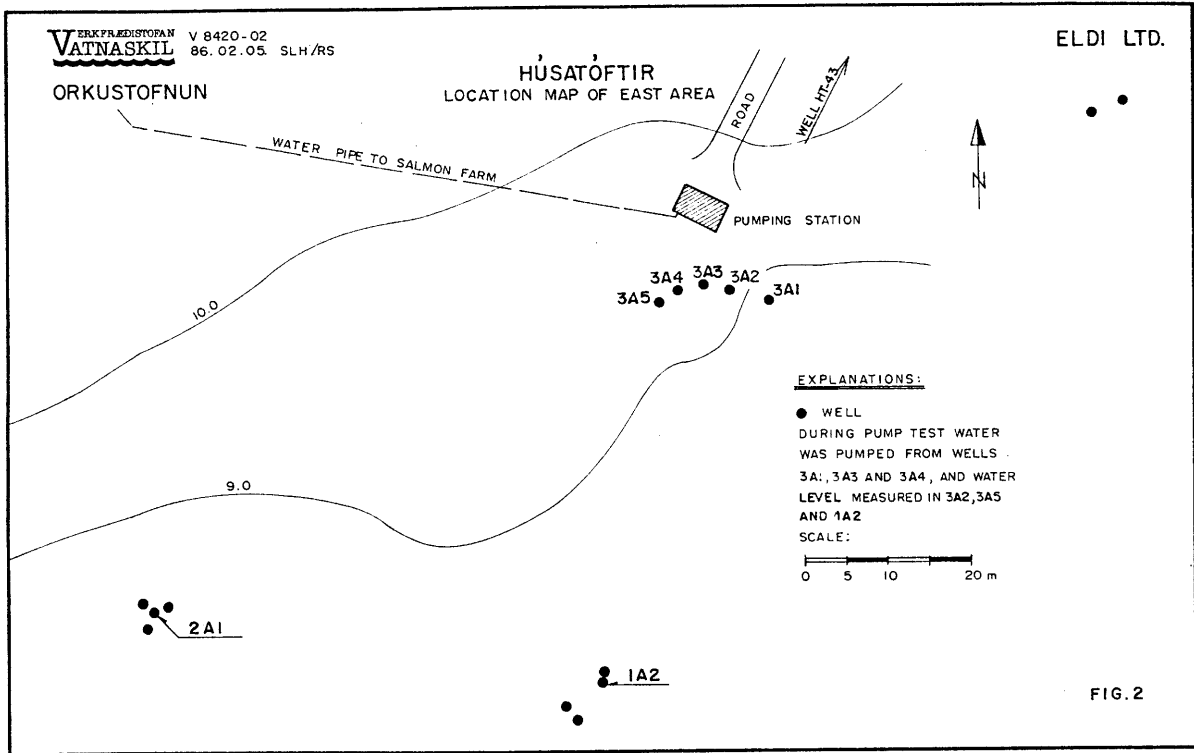 VERKFRÆDISTOFAN
VATNASKIL
V 8420-02
86.02.05. SLH/RS
ORKUSTOFNUN
HÚSATÓFTIR
LOCATION MAP OF EAST AREA
ELDI LTD.
ROAD
WELL HT-43
WATER PIPE TO SALMON FARM
N
PUMPING STATION
3A5
3A4
3A3
3A2
3A1
10.0
9.0
EXPLANATIONS:
WELL
DURING PUMP TEST WATER
WAS PUMPED FROM WELLS
3A1, 3A3 AND 3A4, AND WATER
LEVEL MEASURED IN 3A2, 3A5
AND 1A2
SCALE:
0 5 10 20 m
2A1
1A2
FIG. 2